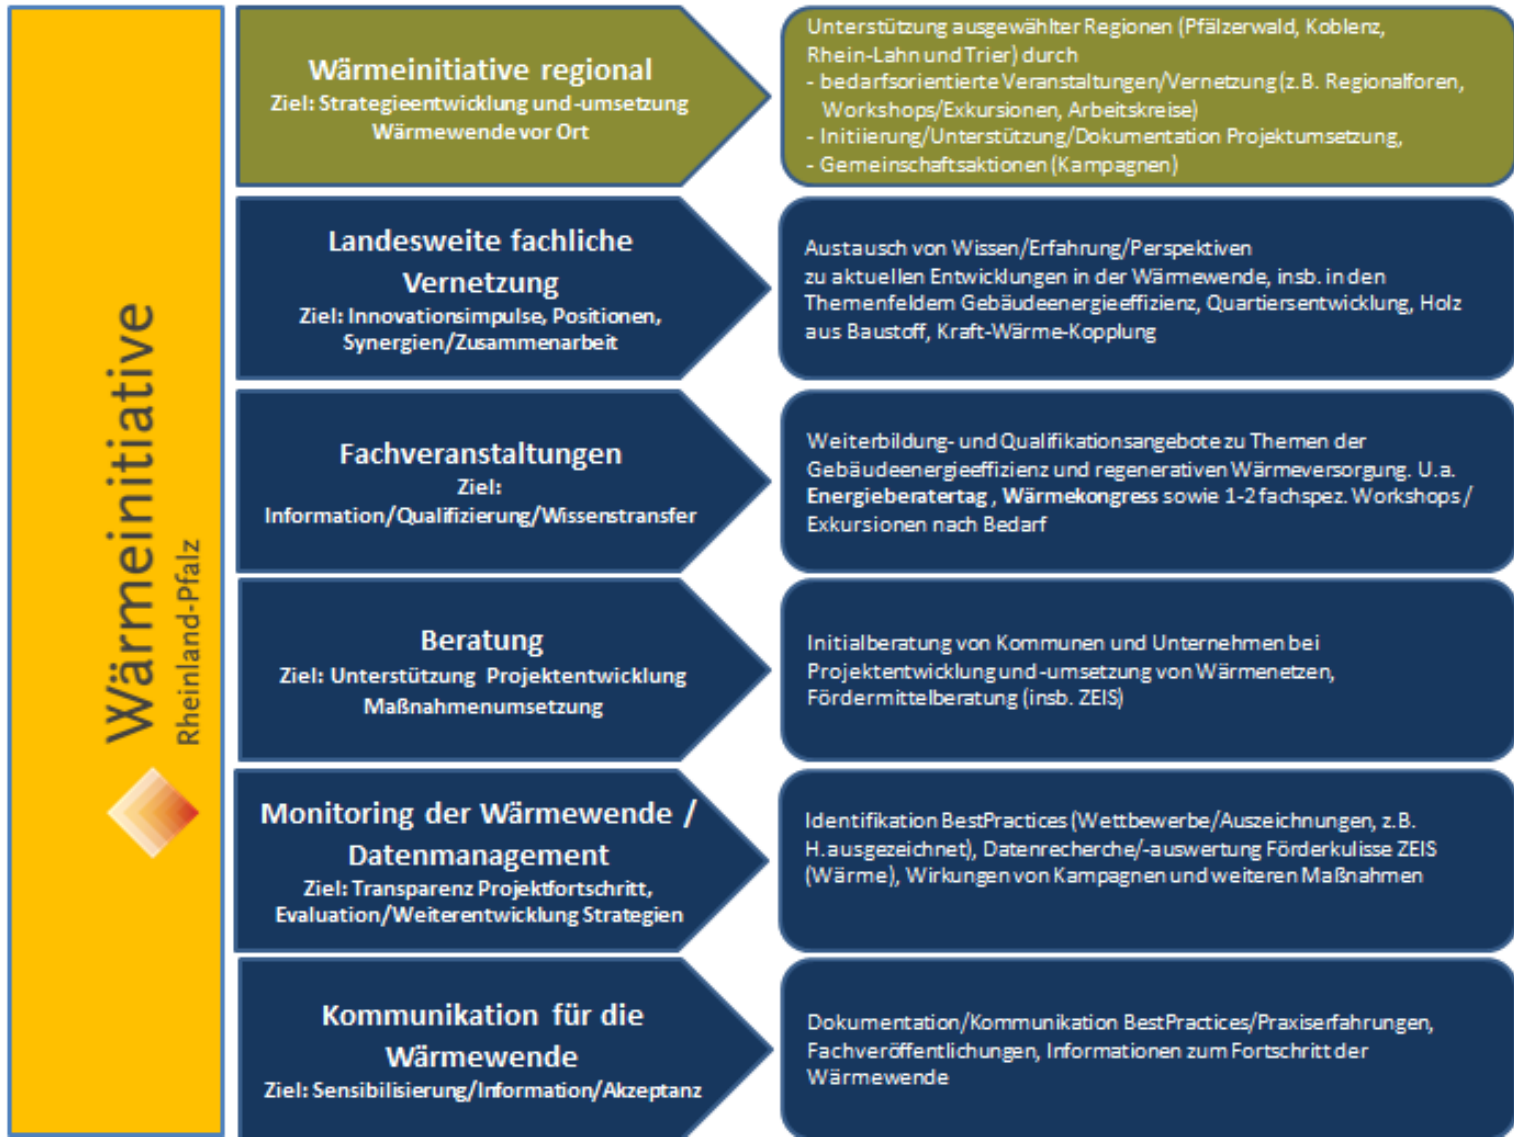 Wärmeinitiative
Rheinland-Pfalz
Wärmeinitiative regional
Ziel: Strategieentwicklung und -umsetzung
Wärmewende vor Ort
Unterstützung ausgewählter Regionen (Pfälzerwald, Koblenz,
Rhein-Lahn und Trier) durch
- bedarfsorientierte Veranstaltungen/Vernetzung (z.B. Regionalforen,
Workshops/Exkursionen, Arbeitskreise)
- Initiierung/Unterstützung/Dokumentation Projektumsetzung,
- Gemeinschaftsaktionen (Kampagnen)
Landesweite fachliche
Vernetzung
Ziel: Innovationsimpulse, Positionen,
Synergien/Zusammenarbeit
Austausch von Wissen/Erfahrung/Perspektiven
zu aktuellen Entwicklungen in der Wärmewende, insb. in den
Themenfeldern Gebäudeenergieeffizienz, Quartiersentwicklung, Holz
aus Baustoff, Kraft-Wärme-Kopplung
Fachveranstaltungen
Ziel:
Information/Qualifizierung/Wissenstransfer
Weiterbildung- und Qualifikationsangebote zu Themen der
Gebäudeenergieeffizienz und regenerativen Wärmeversorgung. U.a.
Energieberatertag , Wärmekongress sowie 1-2 fachspez. Workshops /
Exkursionen nach Bedarf
Beratung
Ziel: Unterstützung Projektentwicklung
Maßnahmenumsetzung
Initialberatung von Kommunen und Unternehmen bei
Projektentwicklung und -umsetzung von Wärmenetzen,
Fördermittelberatung (insb. ZEIS)
Monitoring der Wärmewende /
Datenmanagement
Ziel: Transparenz Projektfortschritt,
Evaluation/Weiterentwicklung Strategien
Identifikation BestPractices (Wettbewerbe/Auszeichnungen, z.B.
H.ausgezeichnet), Datenrecherche/-auswertung Förderkulisse ZEIS
(Wärme), Wirkungen von Kampagnen und weiteren Maßnahmen
Kommunikation für die
Wärmewende
Ziel: Sensibilisierung/Information/Akzeptanz
Dokumentation/Kommunikation BestPractices/Praxiserfahrungen,
Fachveröffentlichungen, Informationen zum Fortschritt der
Wärmewende